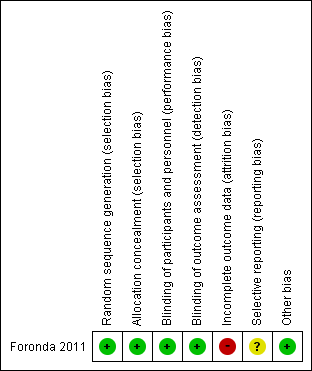 Random sequence generation (selection bias)
Allocation concealment (selection bias)
Blinding of participants and personnel (performance bias)
Blinding of outcome assessment (detection bias)
Incomplete outcome data (attrition bias)
Selective reporting (reporting bias)
Other bias
Foronda 2011 + + + + - ? +